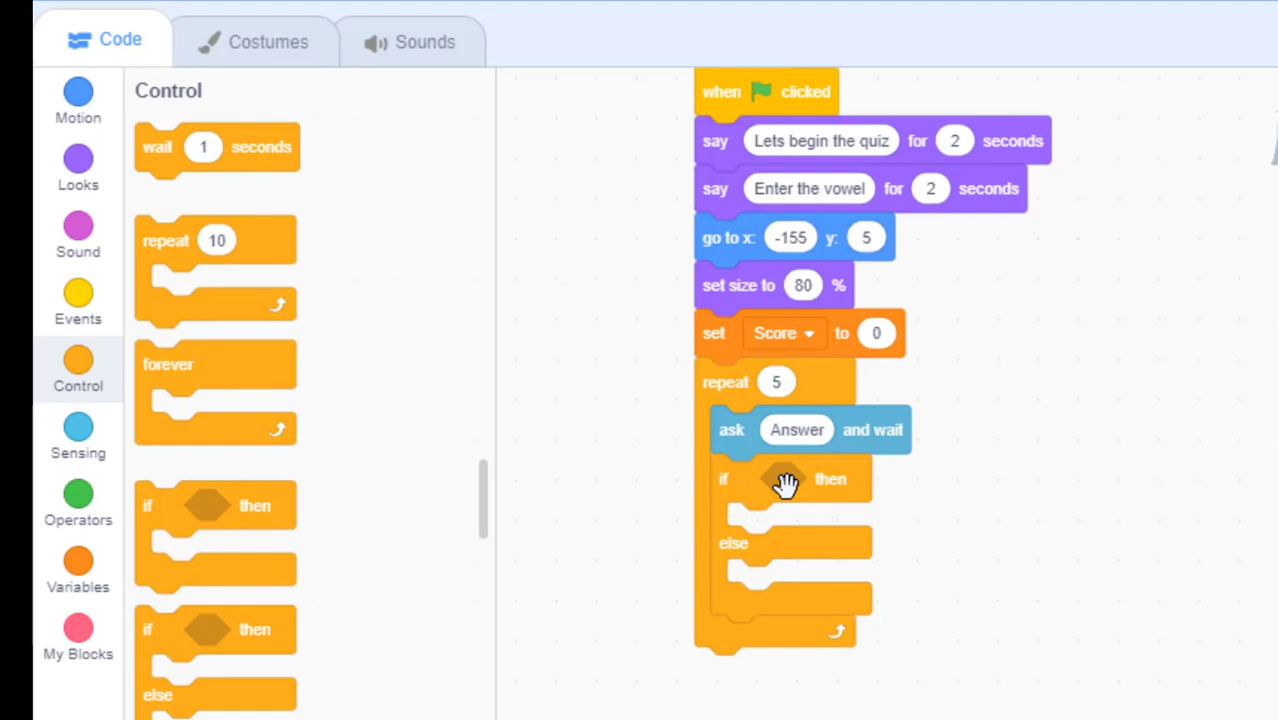 Code
Costumes
Sounds
Motion
Looks
Sound
Events
Control
Sensing
Operators
Variables
My Blocks
Control
wait 1 seconds
repeat 10
forever
if then
if then
else
when clicked
say Lets begin the quiz for 2 seconds
say Enter the vowel for 2 seconds
go to x: -155 y: 5
set size to 80 %
set Score to 0
repeat 5
ask Answer and wait
if then
else